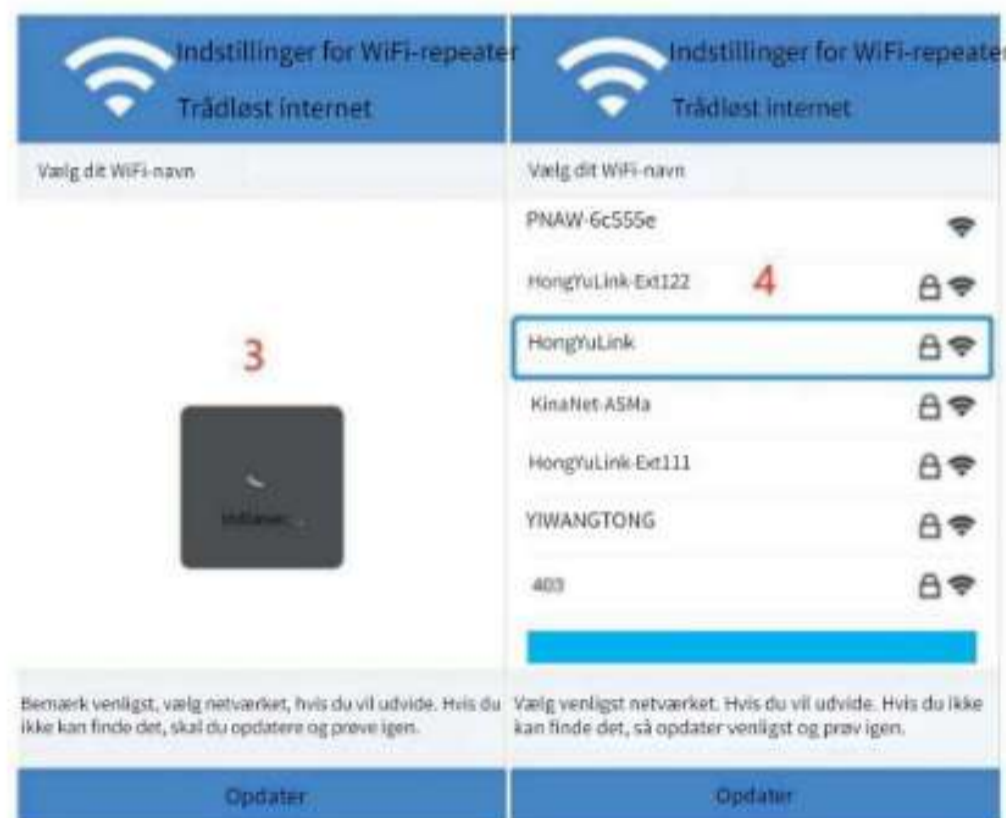 Indstillinger for WiFi-repeater
Trådløst internet
Vælg dit WiFi-navn
3
Bemærk venligst, vælg netværket, hvis du vil udvide. Hvis du
ikke kan finde det, skal du opdatere og prøve igen.
Opdater
Indstillinger for WiFi-repeater
Trådløst internet
Vælg dit WiFi-navn
PNAW-6c555e
HongYuLink-Ext122
4
HongYuLink
KinaNet-ASMa
HongYuLink-Ext111
YIWANGTONG
403
Vælg venligst netværket. Hvis du vil udvide. Hvis du ikke
kan finde det, så opdater venligst og prøv igen.
Opdater